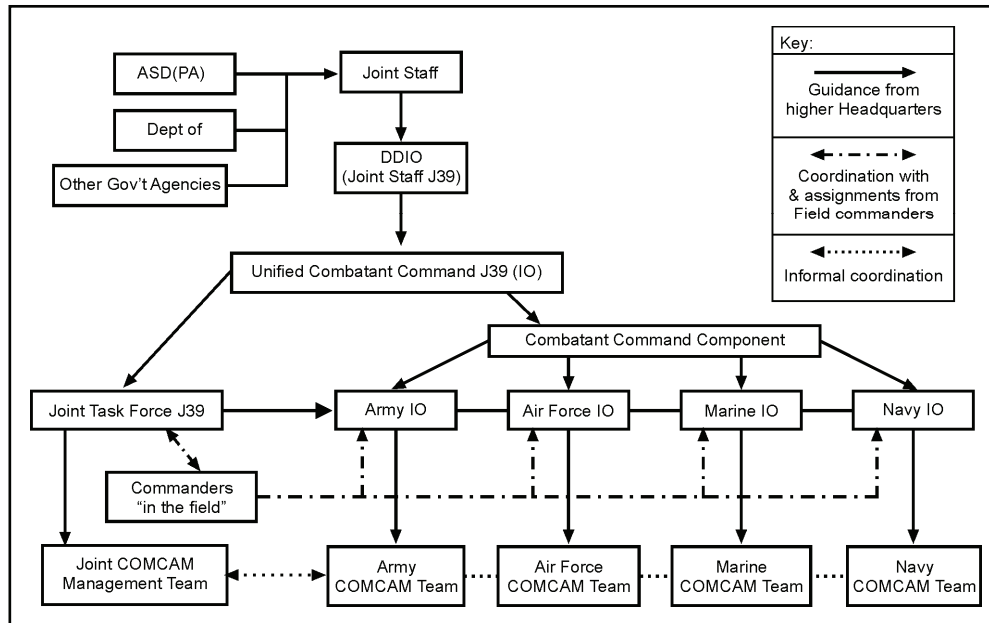 ASD(PA)
Joint Staff
Dept of
Other Gov't Agencies
DDIO
(Joint Staff J39)
Key:
Guidance from
higher Headquarters
Coordination with
& assignments from
Field commanders
Informal coordination
Unified Combatant Command J39 (IO)
Combatant Command Component
Joint Task Force J39
Army IO
Air Force IO
Marine IO
Navy IO
Commanders
“in the field”
Joint COMCAM
Management Team
Army
COMCAM Team
Air Force
COMCAM Team
Marine
COMCAM Team
Navy
COMCAM Team